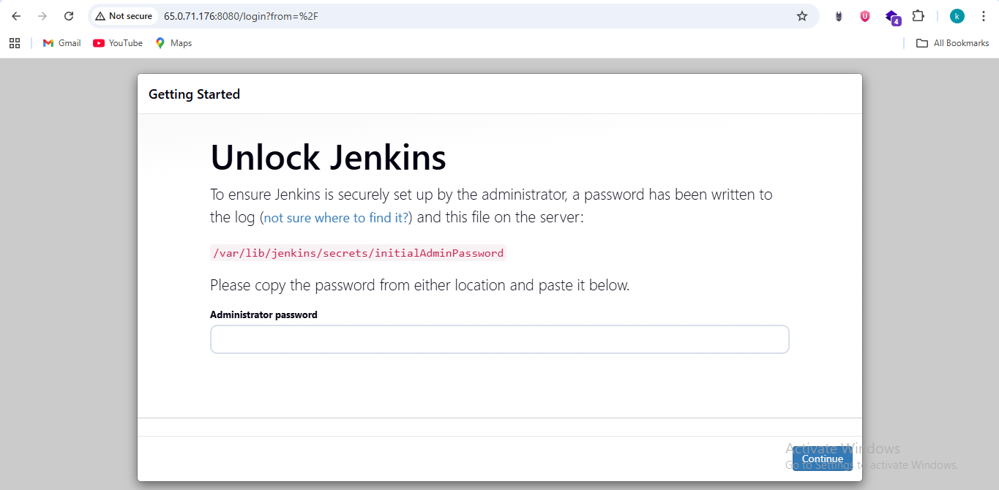 Not secure 65.0.71.176:8080/login?from=%2F
4
k
Gmail YouTube Maps All Bookmarks
Getting Started
Unlock Jenkins
To ensure Jenkins is securely set up by the administrator, a password has been written to
the log (not sure where to find it?) and this file on the server:
/var/lib/jenkins/secrets/initialAdminPassword
Please copy the password from either location and paste it below.
Administrator password
Activate Windows
Continue
Go to Settings to activate Windows.